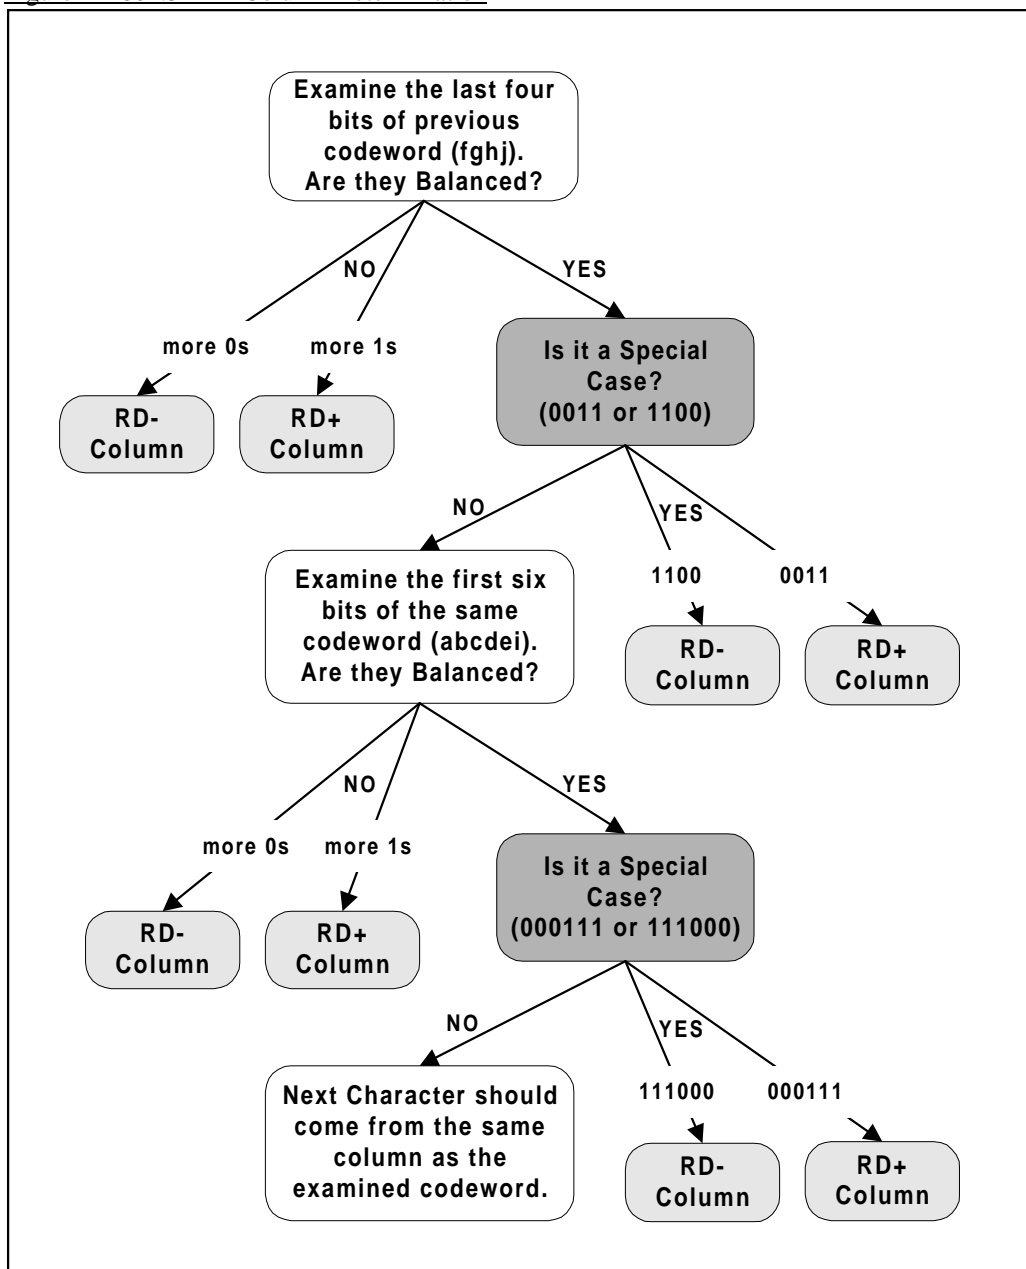 Examine the last four
bits of previous
codeword (fghj).
Are they Balanced?
NO
YES
more 0s
more 1s
Is it a Special
Case?
(0011 or 1100)
RD-
Column
RD+
Column
NO
YES
Examine the first six
bits of the same
codeword (abcdei).
Are they Balanced?
1100
0011
RD-
Column
RD+
Column
NO
YES
more 0s
more 1s
Is it a Special
Case?
(000111 or 111000)
RD-
Column
RD+
Column
NO
YES
Next Character should
come from the same
column as the
examined codeword.
111000
000111
RD-
Column
RD+
Column